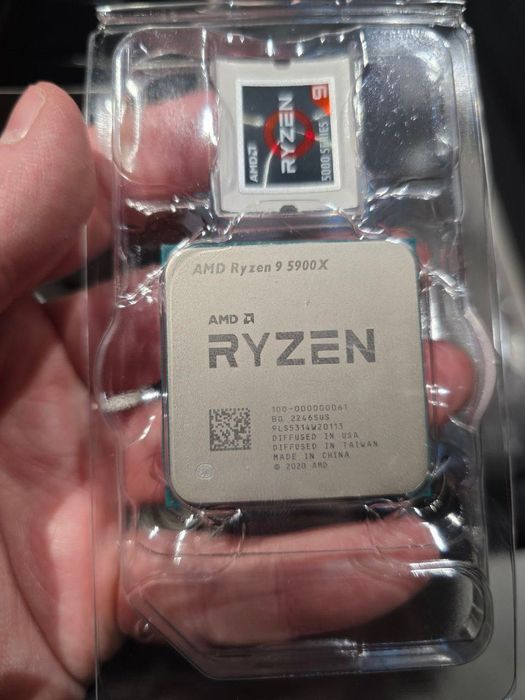 AMD
RYZEN
9
5000 SERIES
AMD Ryzen 9 5900X
AMD
RYZEN
100-000000061
BG 2246SUS
9LS5314W20113
DIFFUSED IN USA
DIFFUSED IN TAIWAN
MADE IN CHINA
© 2020 AMD